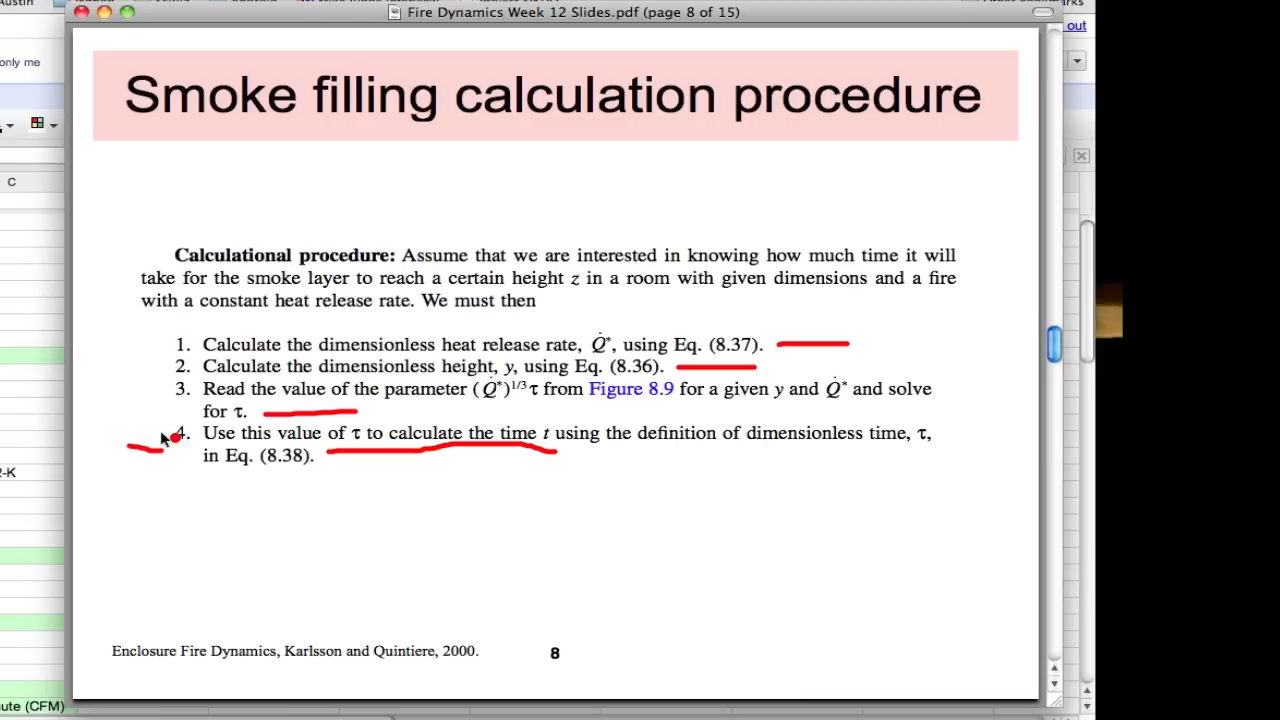 Fire Dynamics Week 12 Slides.pdf (page 8 of 15)
out
only me
Smoke filling calculation procedure
C
Calculational procedure: Assume that we are interested in knowing how much time it will
take for the smoke layer to reach a certain height z in a room with given dimensions and a fire
with a constant heat release rate. We must then
1. Calculate the dimensionless heat release rate, Q̇*, using Eq. (8.37).
2. Calculate the dimensionless height, y, using Eq. (8.36).
3. Read the value of the parameter (Q̇*)^1/3 τ from Figure 8.9 for a given y and Q̇* and solve
for τ.
4. Use this value of τ to calculate the time t using the definition of dimensionless time, τ,
in Eq. (8.38).
2-K
Enclosure Fire Dynamics, Karlsson and Quintiere, 2000.
8
ute (CFM)